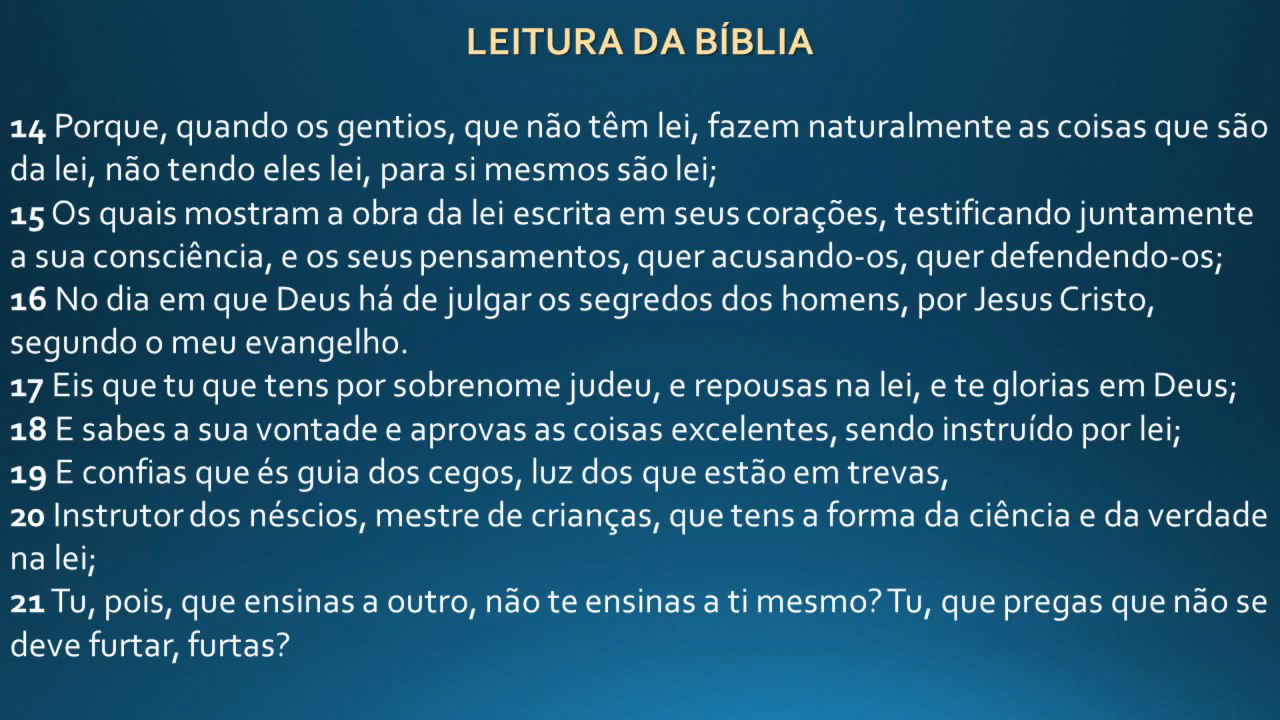 LEITURA DA BÍBLIA
14 Porque, quando os gentios, que não têm lei, fazem naturalmente as coisas que são
da lei, não tendo eles lei, para si mesmos são lei;
15 Os quais mostram a obra da lei escrita em seus corações, testificando juntamente
a sua consciência, e os seus pensamentos, quer acusando-os, quer defendendo-os;
16 No dia em que Deus há de julgar os segredos dos homens, por Jesus Cristo,
segundo o meu evangelho.
17 Eis que tu que tens por sobrenome judeu, e repousas na lei, e te glorias em Deus;
18 E sabes a sua vontade e aprovas as coisas excelentes, sendo instruído por lei;
19 E confias que és guia dos cegos, luz dos que estão em trevas,
20 Instrutor dos néscios, mestre de crianças, que tens a forma da ciência e da verdade
na lei;
21 Tu, pois, que ensinas a outro, não te ensinas a ti mesmo? Tu, que pregas que não se
deve furtar, furtas?